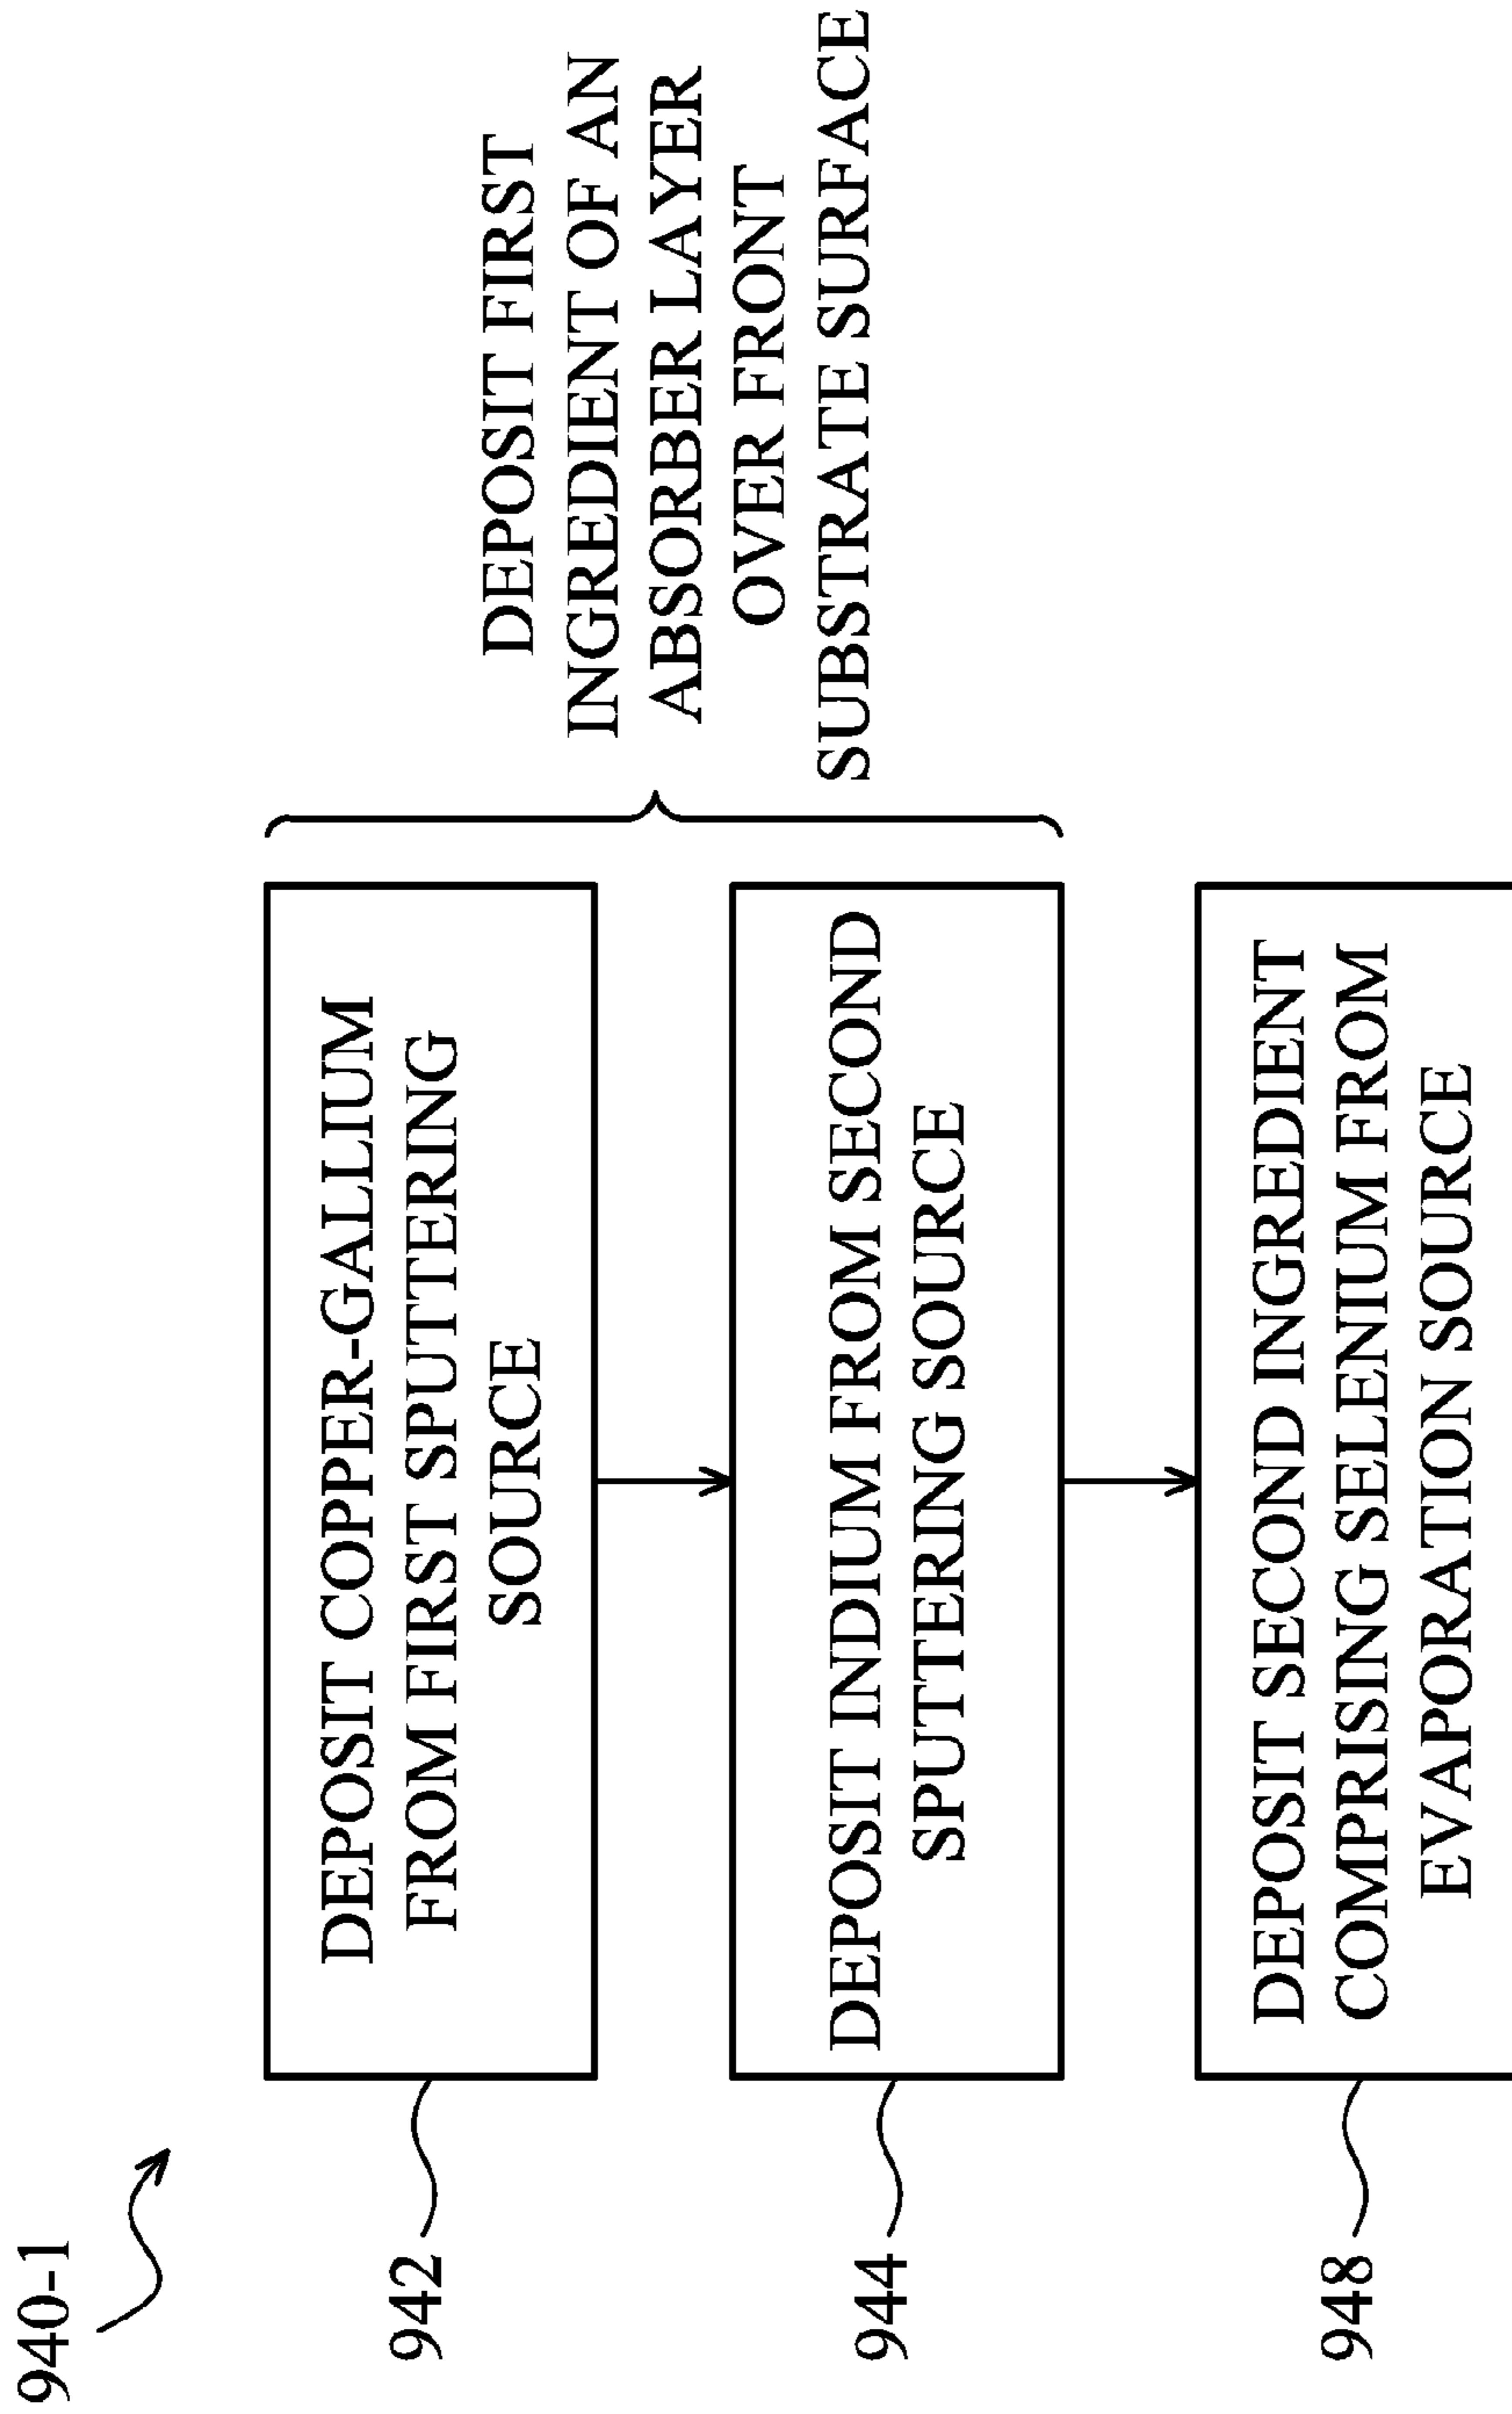 940-1
942
DEPOSIT COPPER-GALLIUM
FROM FIRST SPUTTERING
SOURCE
944
DEPOSIT INDIUM FROM SECOND
SPUTTERING SOURCE
DEPOSIT FIRST
INGREDIENT OF AN
ABSORBER LAYER
OVER FRONT
SUBSTRATE SURFACE
948
DEPOSIT SECOND INGREDIENT
COMPRISING SELENIUM FROM
EVAPORATION SOURCE